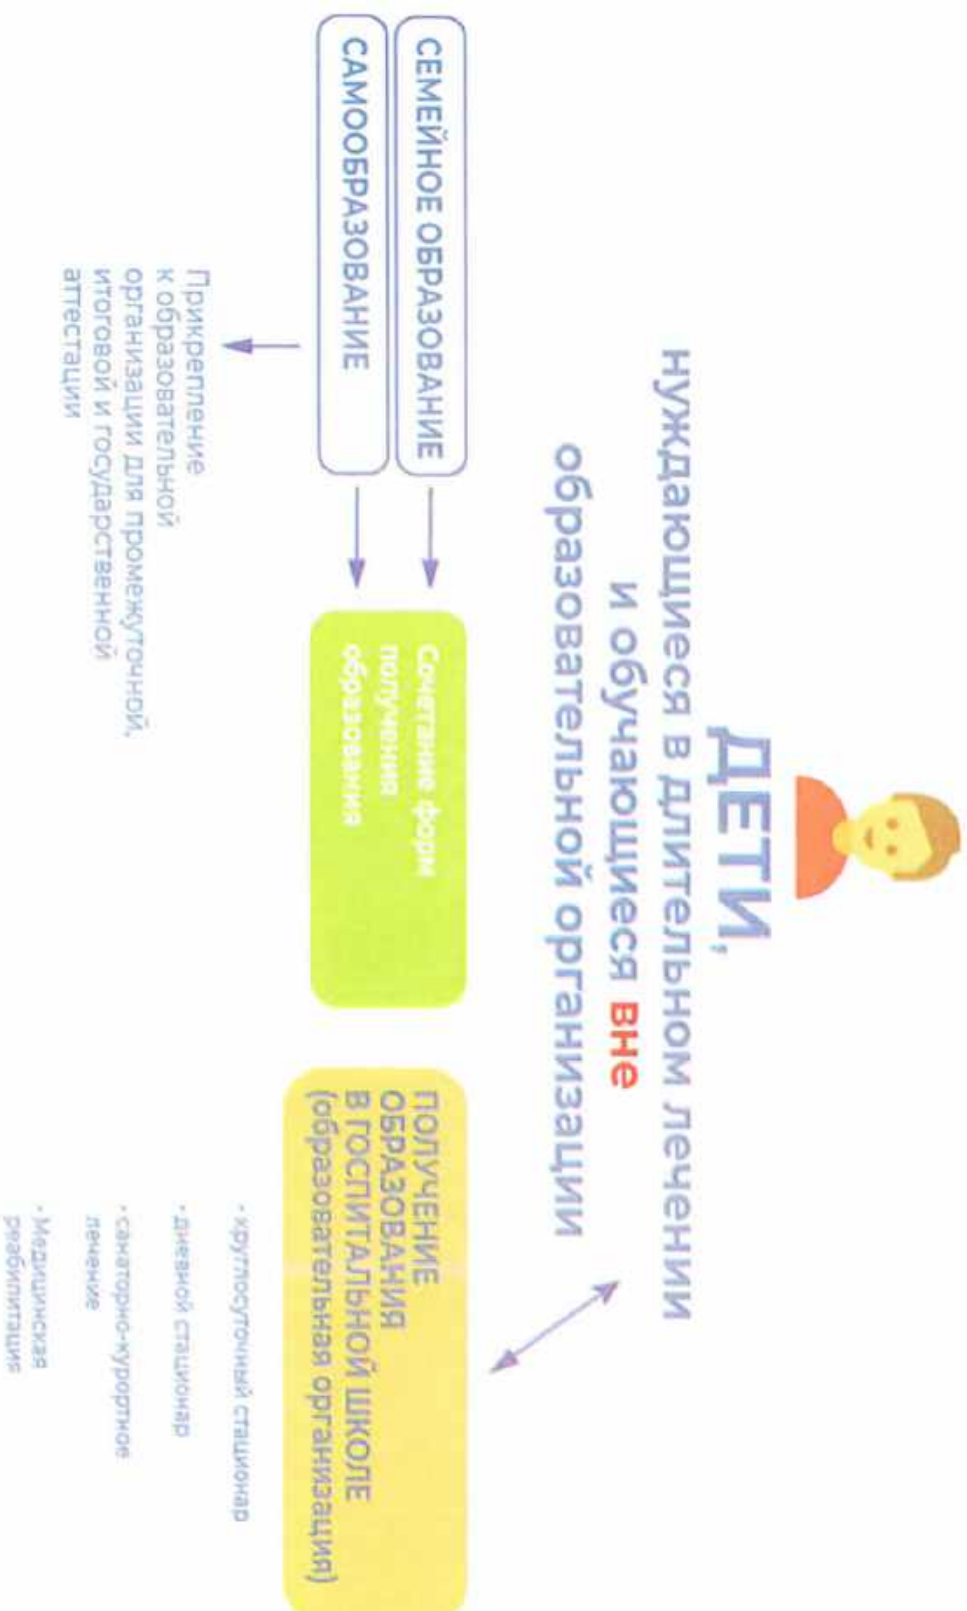 ДЕТИ,
нуждающиеся в длительном лечении
и обучающиеся вне
образовательной организации
СЕМЕЙНОЕ ОБРАЗОВАНИЕ
САМООБРАЗОВАНИЕ
Прикрепление
к образовательной
организации для промежуточной,
итоговой и государственной
аттестации
Сочетание форм
получения
образования
ПОЛУЧЕНИЕ
ОБРАЗОВАНИЯ
В ГОСПИТАЛЬНОЙ ШКОЛЕ
(образовательная организация)
• круглосуточный стационар
• дневной стационар
• санаторно-курортное
лечение
• Медицинская
реабилитация